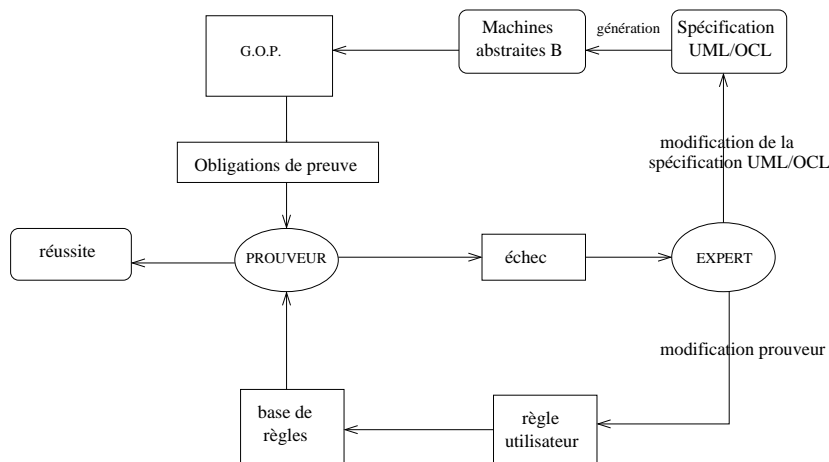 G.O.P.
Machines
abstraites B
génération
Spécification
UML/OCL
modification de la
spécification UML/OCL
Obligations de preuve
réussite
PROUVEUR
échec
EXPERT
modification prouveur
base de
règles
règle
utilisateur